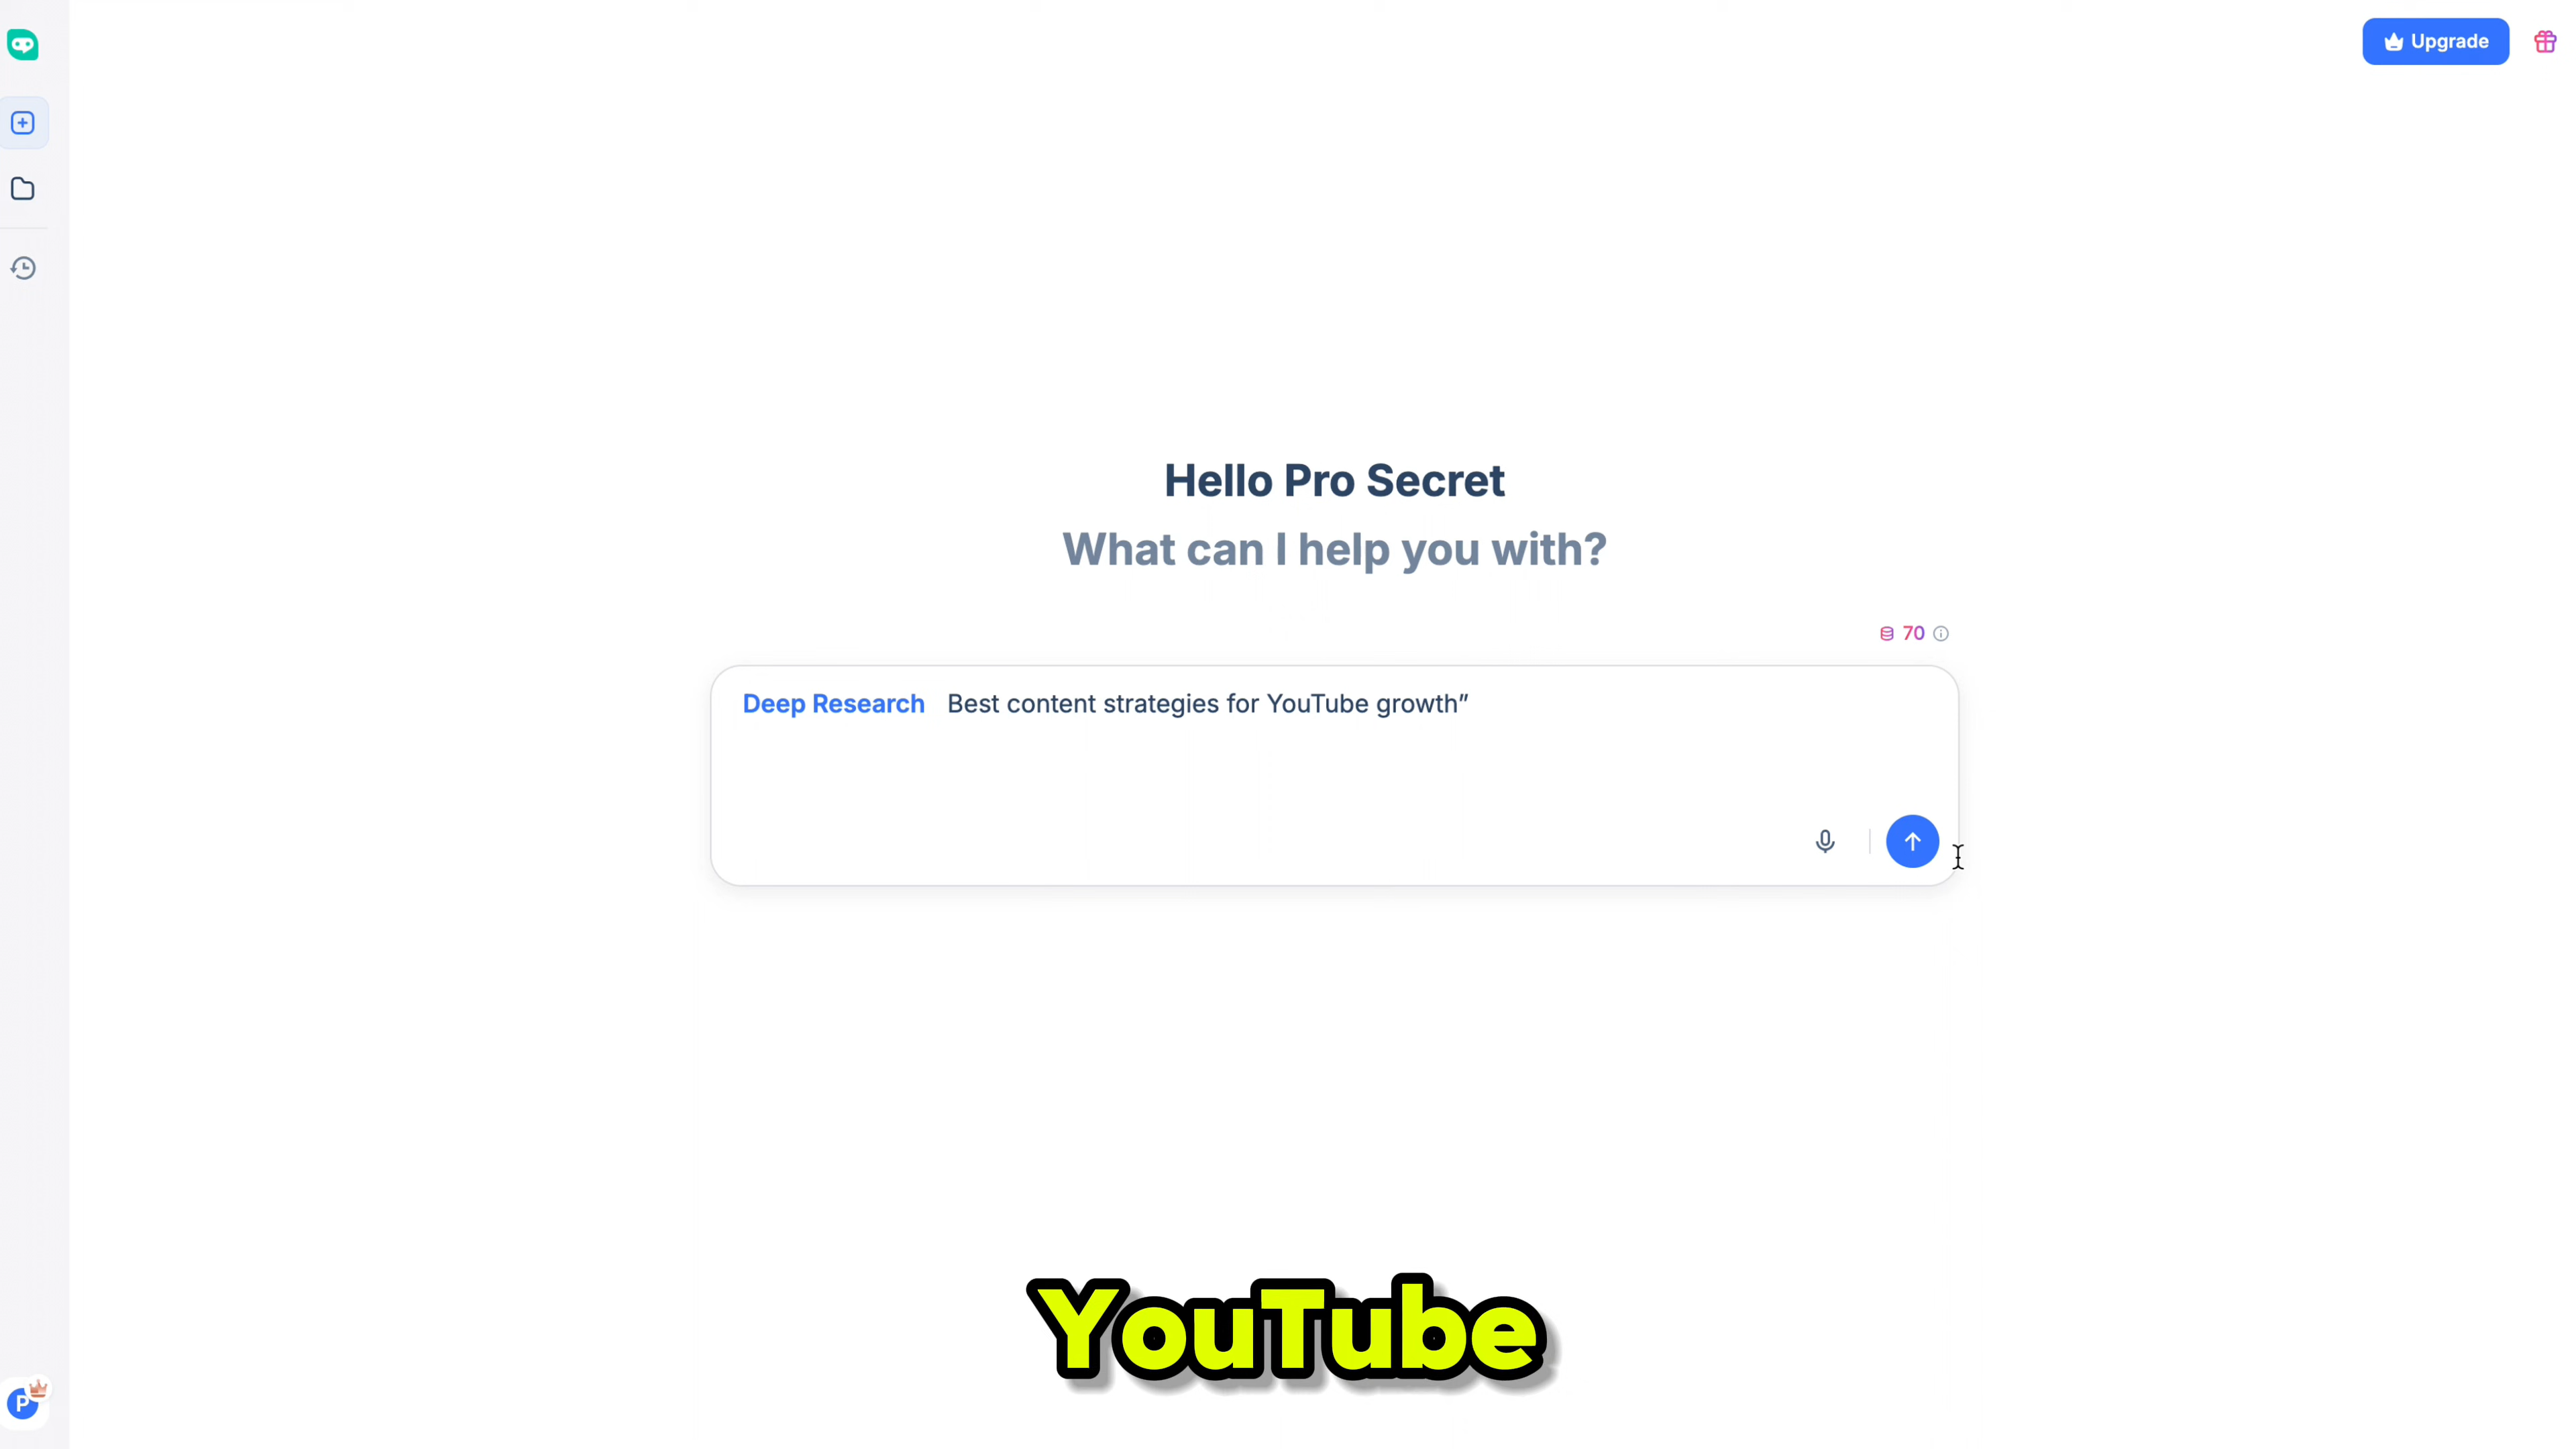 Upgrade
Hello Pro Secret
What can I help you with?
70
Deep Research Best content strategies for YouTube growth”
YouTube
P